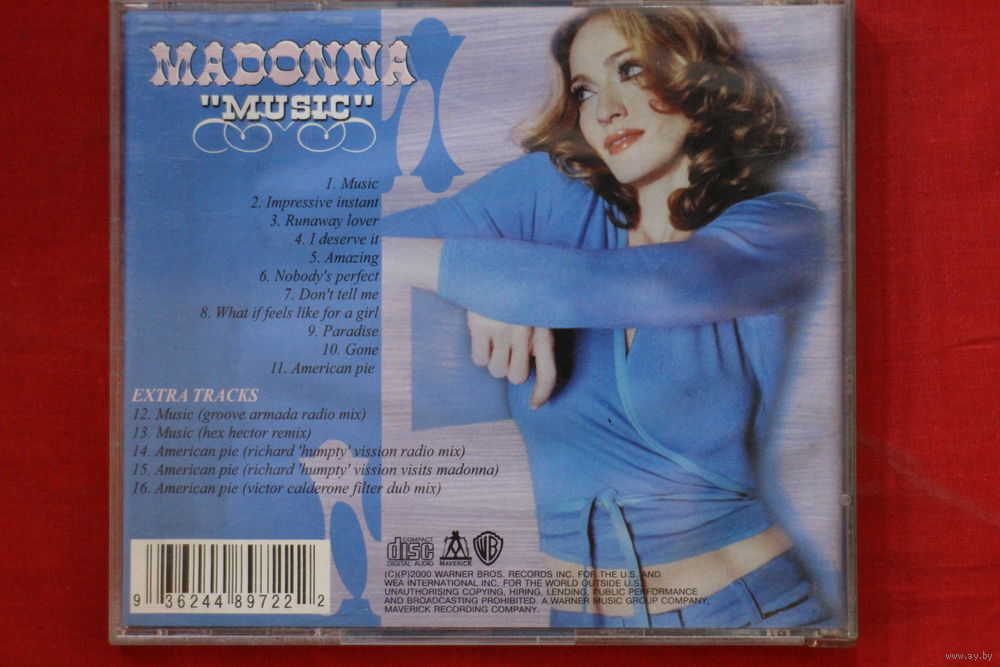 MADONNA
"MUSIC"
1. Music
2. Impressive instant
3. Runaway lover
4. I deserve it
5. Amazing
6. Nobody's perfect
7. Don't tell me
8. What if feels like for a girl
9. Paradise
10. Gone
11. American pie
EXTRA TRACKS
12. Music (groove armada radio mix)
13. Music (hex hector remix)
14. American pie (richard 'humpty' vission radio mix)
15. American pie (richard 'humpty' vission visits madonna)
16. American pie (victor calderone filter dub mix)
COMPACT
disc
DIGITAL AUDIO
MAVERICK
WB
(C)(P)2000 WARNER BROS. RECORDS INC. FOR THE U.S. AND
WEA INTERNATIONAL INC. FOR THE WORLD OUTSIDE U.S.
UNAUTHORISING COPYING, HIRING, LENDING, PUBLIC PERFORMANCE
AND BROADCASTING PROHIBITED. A WARNER MUSIC GROUP COMPANY,
MAVERICK RECORDING COMPANY.
9 36244 89722 2
www.ay.by